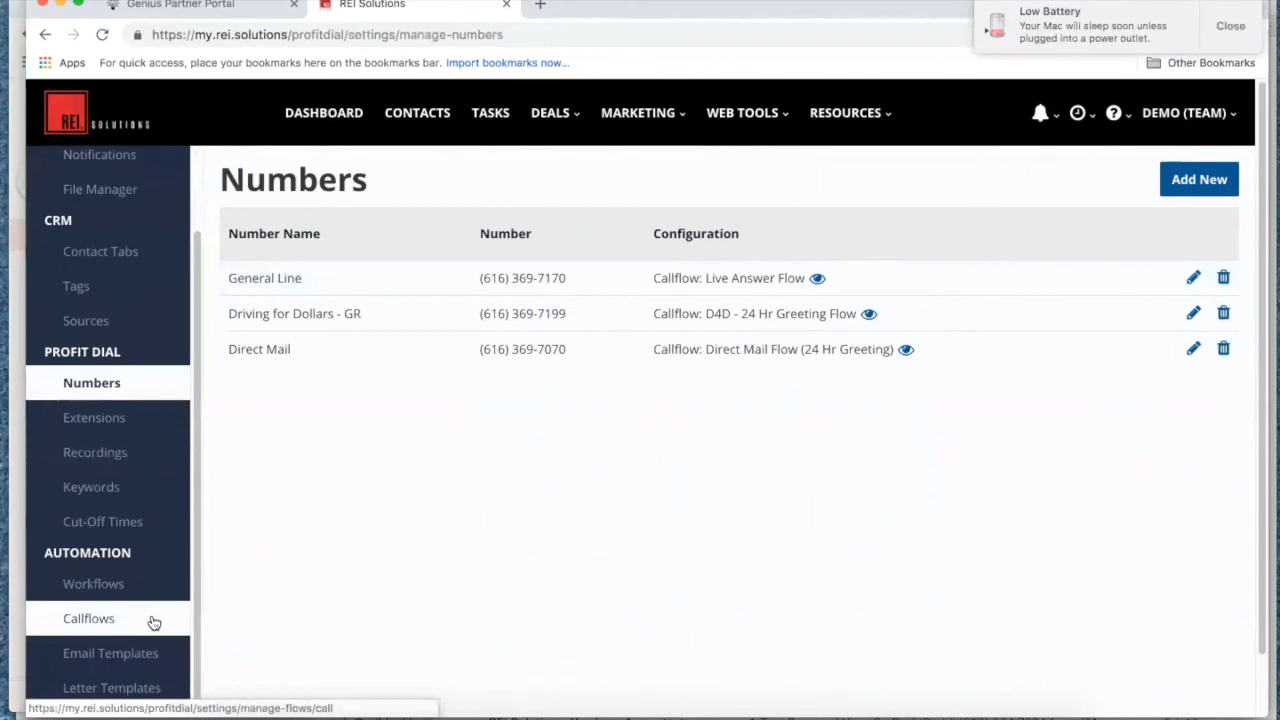 Genius Partner Portal
REI Solutions
Low Battery
Your Mac will sleep soon unless
plugged into a power outlet.
Close
https://my.rei.solutions/profitdial/settings/manage-numbers
Apps
For quick access, place your bookmarks here on the bookmarks bar.
Import bookmarks now...
Other Bookmarks
REI. SOLUTIONS
DASHBOARD
CONTACTS
TASKS
DEALS
MARKETING
WEB TOOLS
RESOURCES
DEMO (TEAM)
Notifications
File Manager
CRM
Contact Tabs
Tags
Sources
PROFIT DIAL
Numbers
Extensions
Recordings
Keywords
Cut-Off Times
AUTOMATION
Workflows
Callflows
Email Templates
Letter Templates
Numbers
Add New
Number Name
Number
Configuration
General Line
(616) 369-7170
Callflow: Live Answer Flow
Driving for Dollars - GR
(616) 369-7199
Callflow: D4D - 24 Hr Greeting Flow
Direct Mail
(616) 369-7070
Callflow: Direct Mail Flow (24 Hr Greeting)
https://my.rei.solutions/profitdial/settings/manage-flows/call